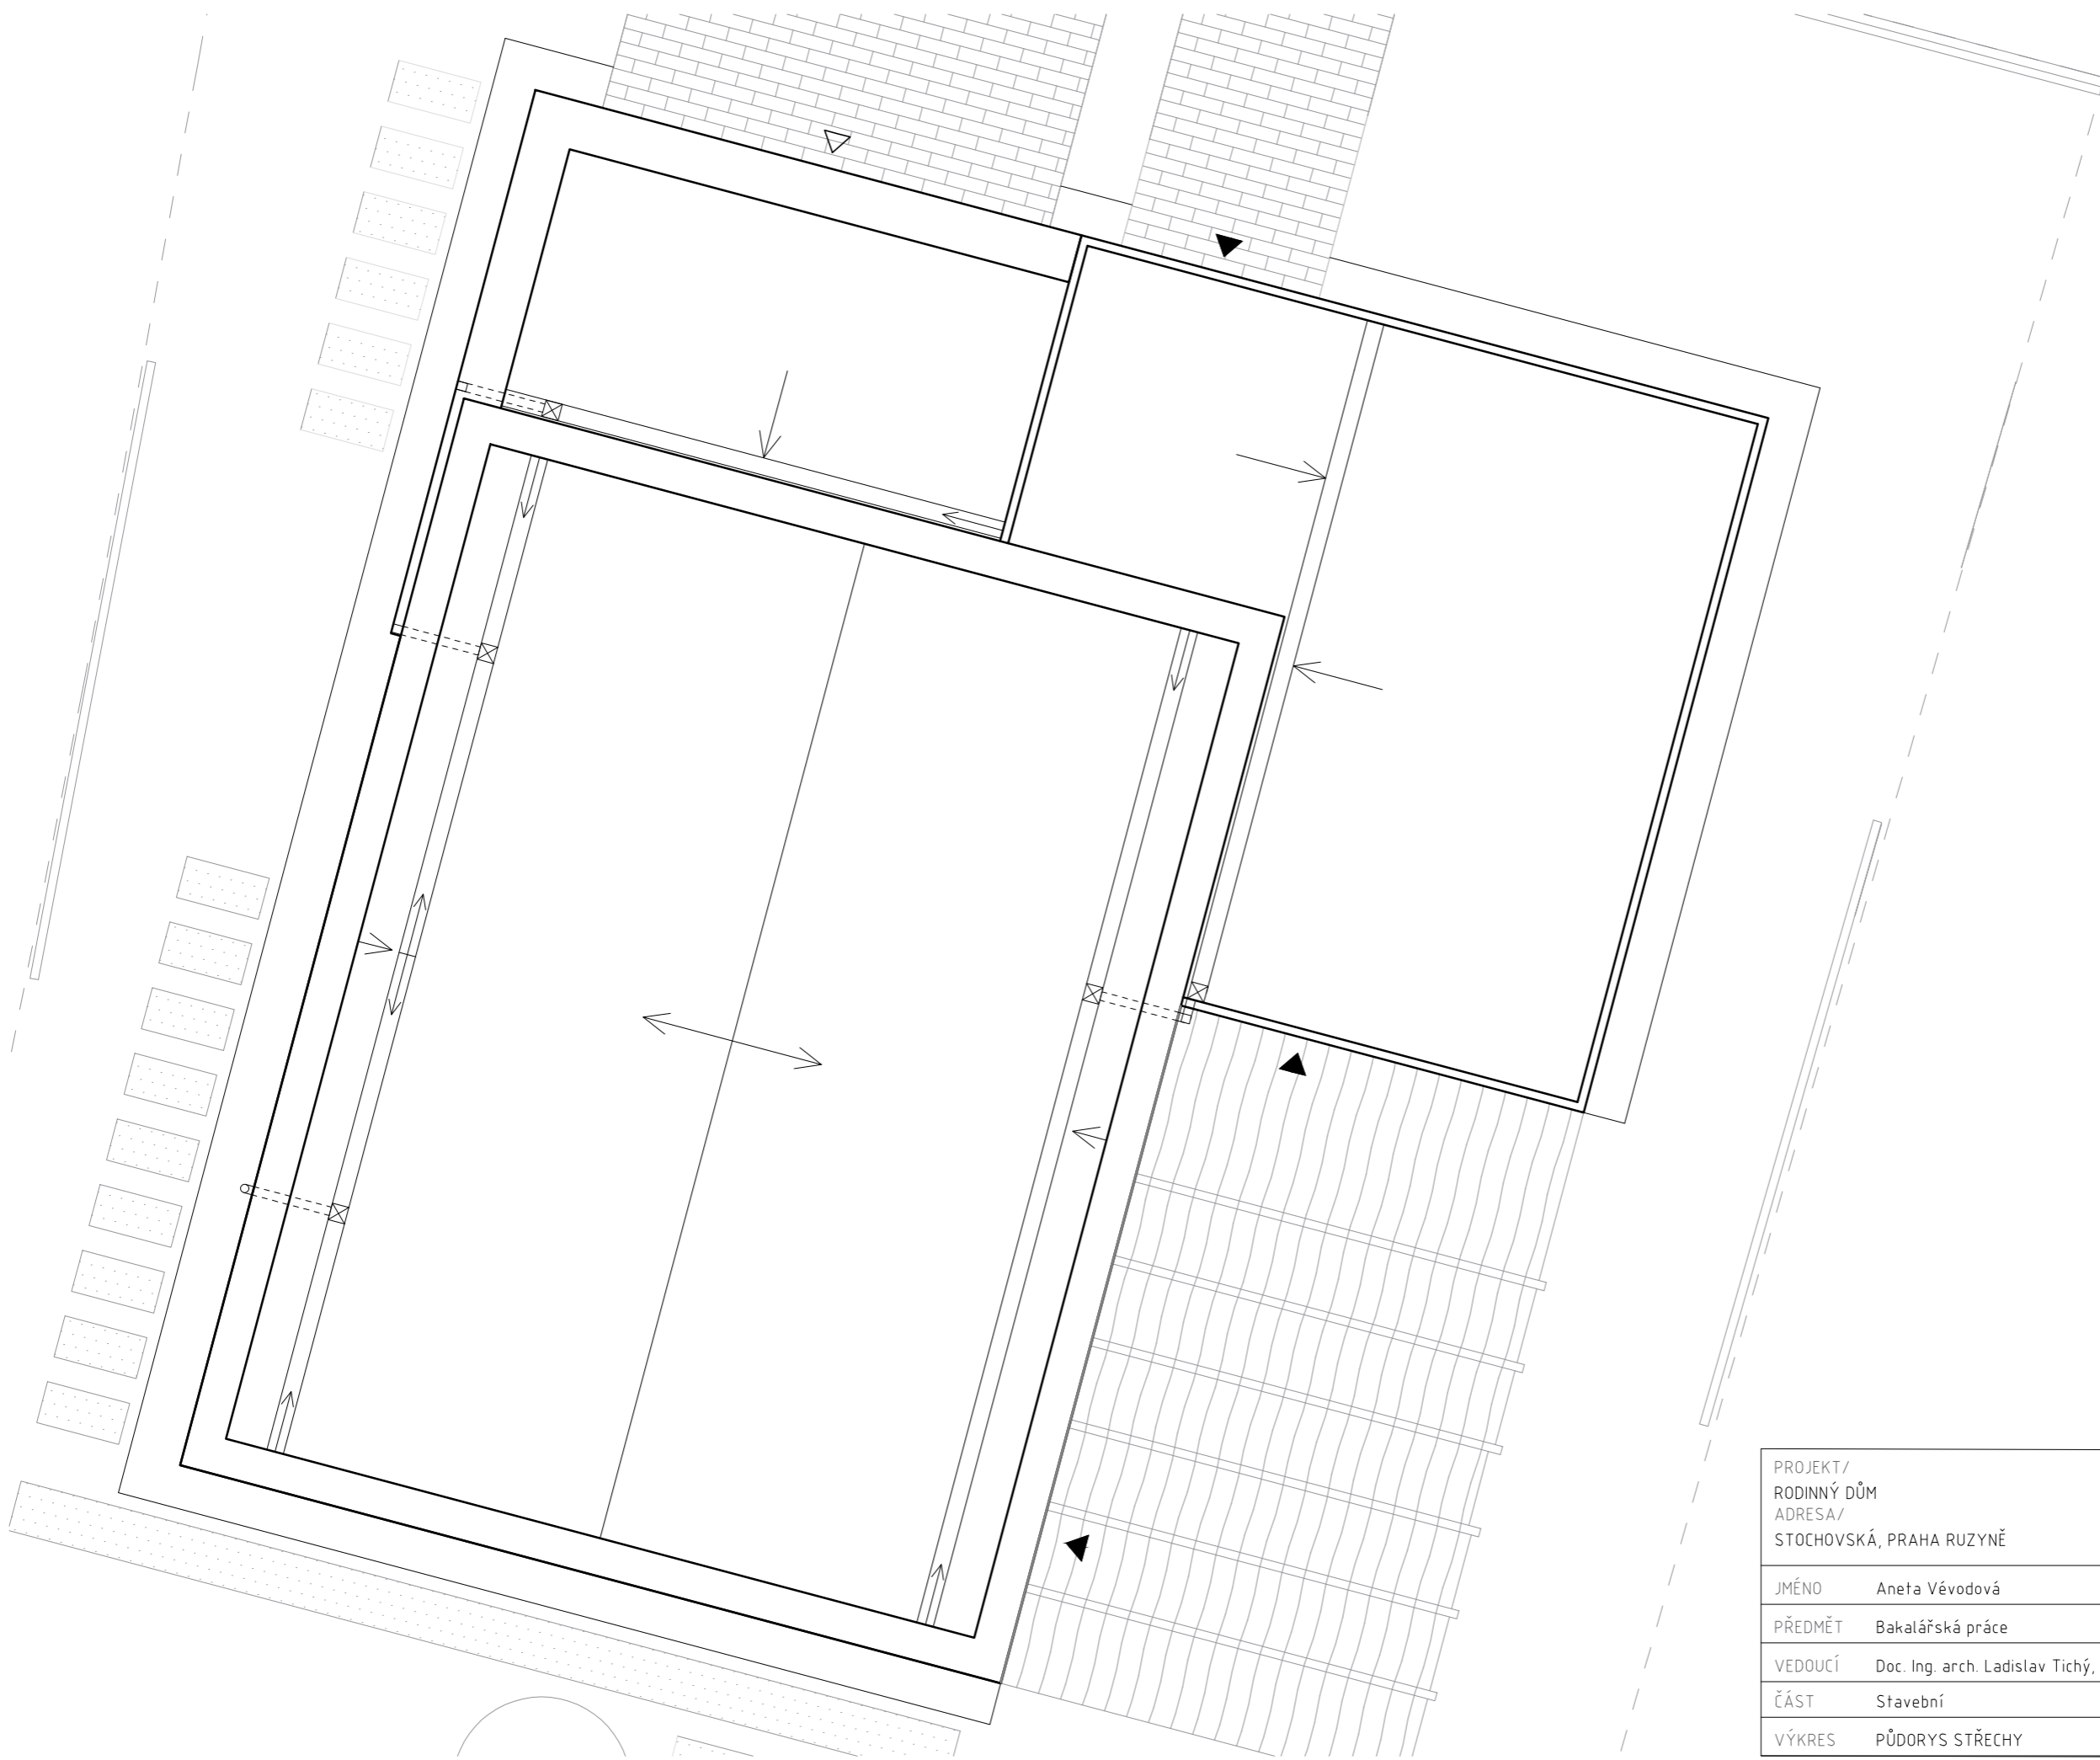 PROJEKT/
RODINNÝ DŮM
ADRESA/
STOCHOVSKÁ, PRAHA RUZYNĚ
JMÉNO Aneta Vévodová
PŘEDMĚT Bakalářská práce
VEDOUCÍ Doc. Ing. arch. Ladislav Tichý,
ČÁST Stavební
VÝKRES PŮDORYS STŘECHY